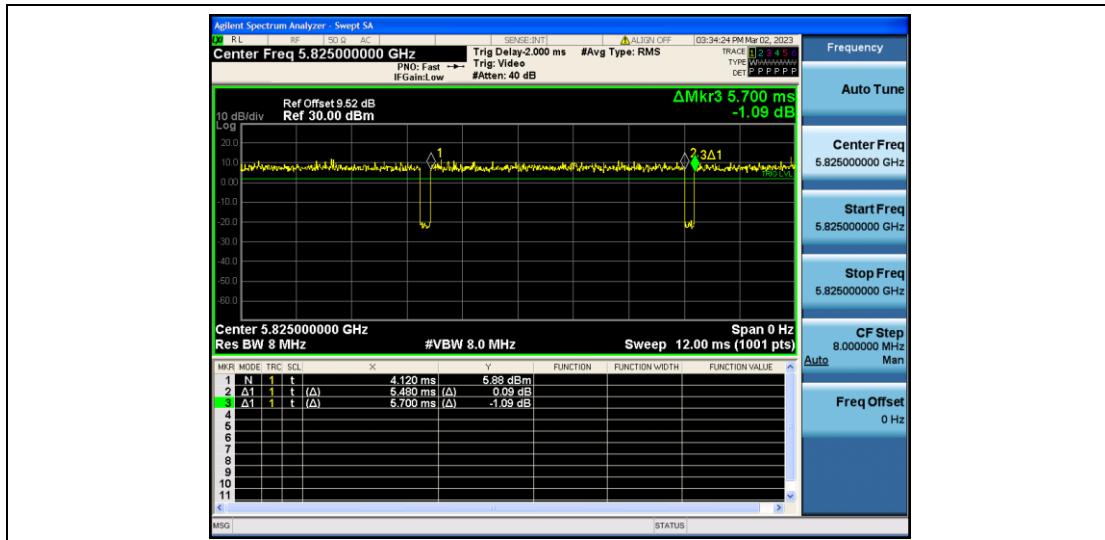 Agilent Spectrum Analyzer - Swept SA
RL RF 50 Ω AC SENSE:INT ALIGN OFF 03:34:24 PM Mar 02, 2023
Center Freq 5.825000000 GHz Trig Delay-2.000 ms #Avg Type: RMS TRACE 1 2 3 4 5 6
PNO: Fast Trig: Video TYPE
IFGain:Low #Atten: 40 dB DET P P P P P P
Frequency
Auto Tune
Center Freq
5.825000000 GHz
Start Freq
5.825000000 GHz
Stop Freq
5.825000000 GHz
CF Step
8.000000 MHz
Auto Man
Freq Offset
0 Hz
ΔMkr3 5.700 ms
-1.09 dB
Ref Offset 9.52 dB
10 dB/div Ref 30.00 dBm
Log
20.0
10.0
0.00
-10.0
-20.0
-30.0
-40.0
-50.0
-60.0
1
2 3Δ1
TRIG LVL
Center 5.825000000 GHz Span 0 Hz
Res BW 8 MHz #VBW 8.0 MHz Sweep 12.00 ms (1001 pts)
MKR MODE TRC SCL X Y FUNCTION FUNCTION WIDTH FUNCTION VALUE
1 N 1 t 4.120 ms 5.88 dBm
2 Δ1 1 t (Δ) 5.480 ms (Δ) 0.09 dB
3 Δ1 1 t (Δ) 5.700 ms (Δ) -1.09 dB
4
5
6
7
8
9
10
11
MSG STATUS